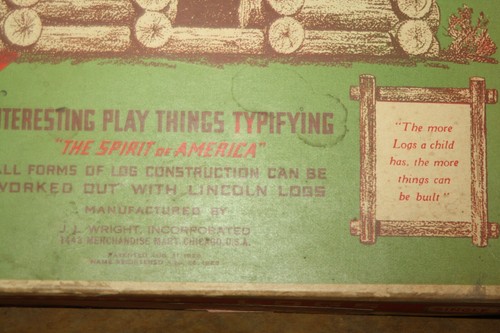 INTERESTING PLAY THINGS TYPIFYING
"THE SPIRIT OF AMERICA"
ALL FORMS OF LOG CONSTRUCTION CAN BE
WORKED OUT WITH LINCOLN LOGS
MANUFACTURED BY
J. L. WRIGHT, INCORPORATED
MERCHANDISE MART, CHICAGO, U.S.A.
"The more
Logs a child
has, the more
things can
be built"